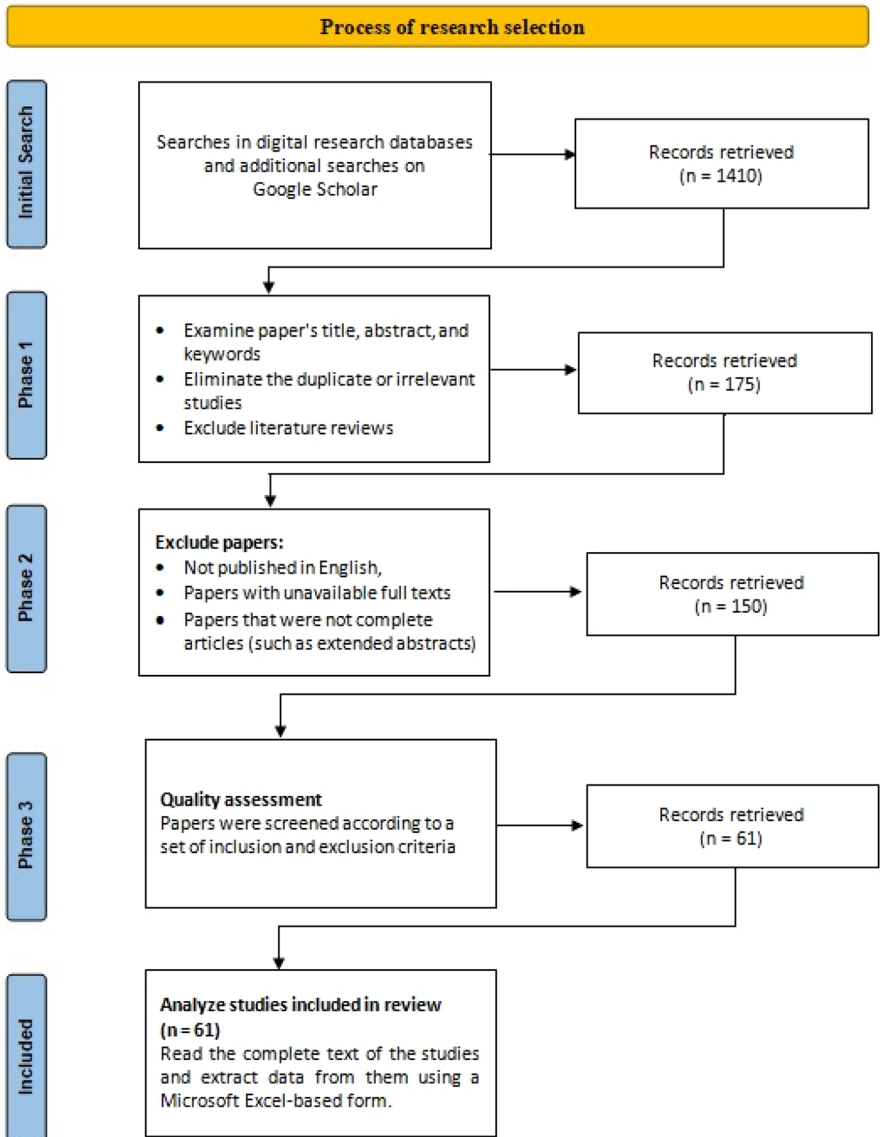 Process of research selection
Initial Search
Searches in digital research databases
and additional searches on
Google Scholar
Records retrieved
(n = 1410)
Phase 1
• Examine paper's title, abstract, and
keywords
• Eliminate the duplicate or irrelevant
studies
• Exclude literature reviews
Records retrieved
(n = 175)
Phase 2
Exclude papers:
• Not published in English,
• Papers with unavailable full texts
• Papers that were not complete
articles (such as extended abstracts)
Records retrieved
(n = 150)
Phase 3
Quality assessment
Papers were screened according to a
set of inclusion and exclusion criteria
Records retrieved
(n = 61)
Included
Analyze studies included in review
(n = 61)
Read the complete text of the studies
and extract data from them using a
Microsoft Excel-based form.